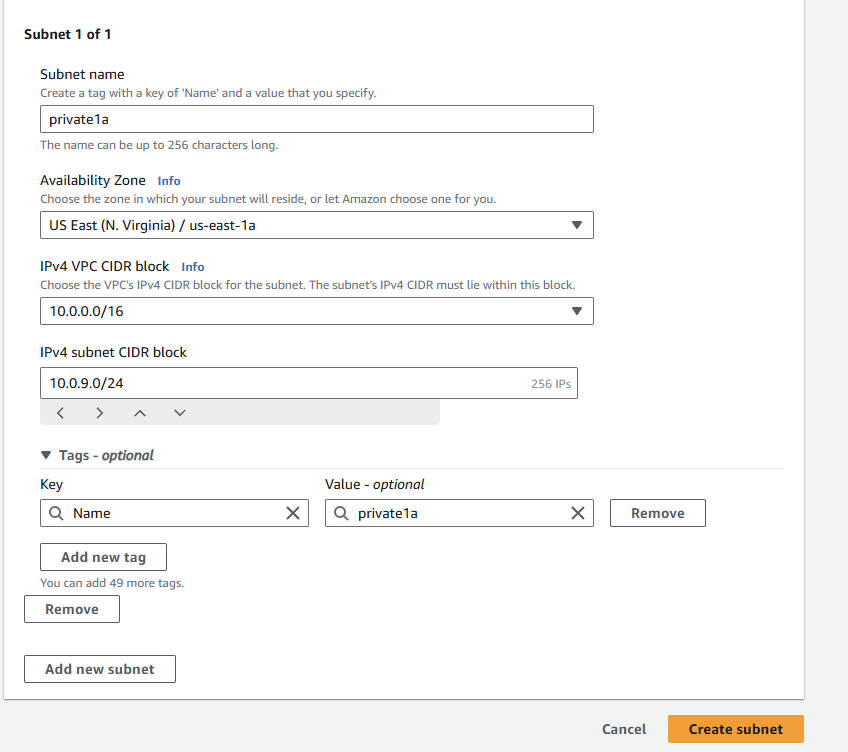 Subnet 1 of 1
Subnet name
Create a tag with a key of 'Name' and a value that you specify.
private1a
The name can be up to 256 characters long.
Availability Zone Info
Choose the zone in which your subnet will reside, or let Amazon choose one for you.
US East (N. Virginia) / us-east-1a
IPv4 VPC CIDR block Info
Choose the VPC's IPv4 CIDR block for the subnet. The subnet's IPv4 CIDR must lie within this block.
10.0.0.0/16
IPv4 subnet CIDR block
10.0.9.0/24 256 IPs
Tags - optional
Key Value - optional
Name private1a Remove
Add new tag
You can add 49 more tags.
Remove
Add new subnet
Cancel Create subnet